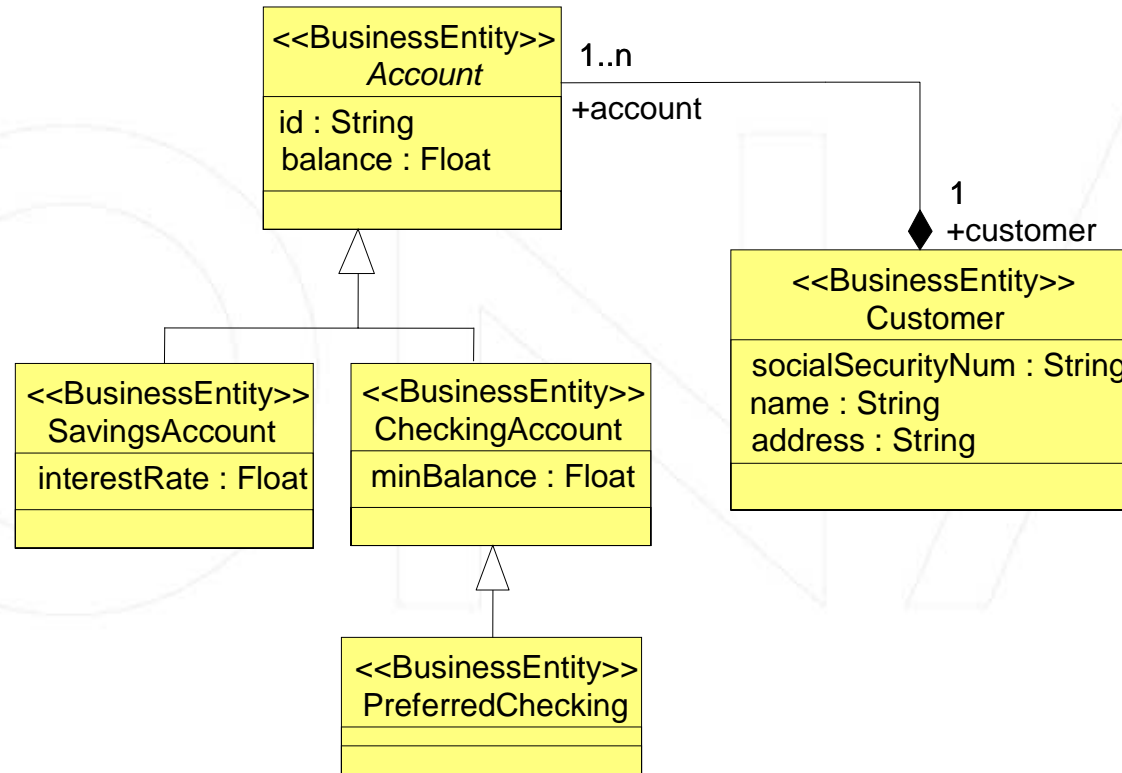 <<BusinessEntity>>
Account
id : String
balance : Float
1..n
+account
1
+customer
<<BusinessEntity>>
Customer
socialSecurityNum : String
name : String
address : String
<<BusinessEntity>>
SavingsAccount
interestRate : Float
<<BusinessEntity>>
CheckingAccount
minBalance : Float
<<BusinessEntity>>
PreferredChecking